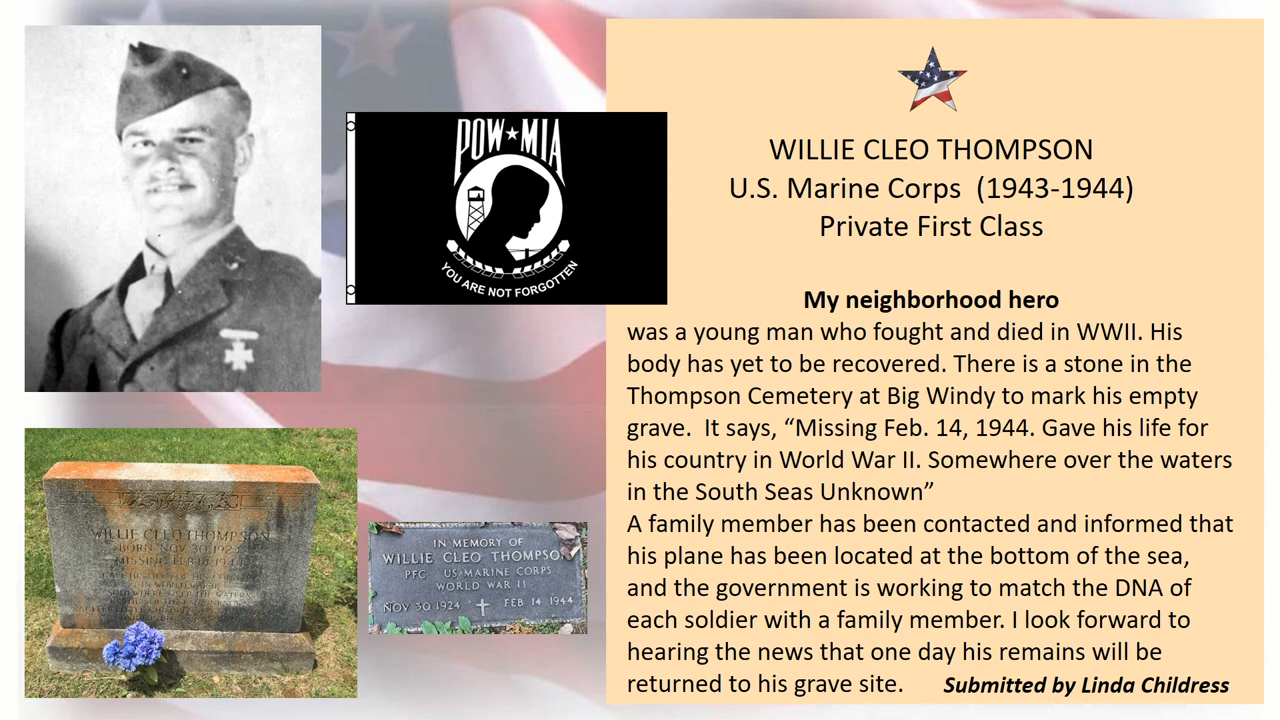 POW★MIA
YOU ARE NOT FORGOTTEN
WILLIE CLEO THOMPSON
U.S. Marine Corps (1943-1944)
Private First Class
My neighborhood hero
was a young man who fought and died in WWII. His
body has yet to be recovered. There is a stone in the
Thompson Cemetery at Big Windy to mark his empty
grave. It says, “Missing Feb. 14, 1944. Gave his life for
his country in World War II. Somewhere over the waters
in the South Seas Unknown”
A family member has been contacted and informed that
his plane has been located at the bottom of the sea,
and the government is working to match the DNA of
each soldier with a family member. I look forward to
hearing the news that one day his remains will be
returned to his grave site. Submitted by Linda Childress
WILLIE CLEO THOMPSON
BORN NOV 30 192
MISSING FEB 14 194
IN MEMORY OF
WILLIE CLEO THOMPSON
PFC US MARINE CORPS
WORLD WAR II
NOV 30 1924 FEB 14 1944